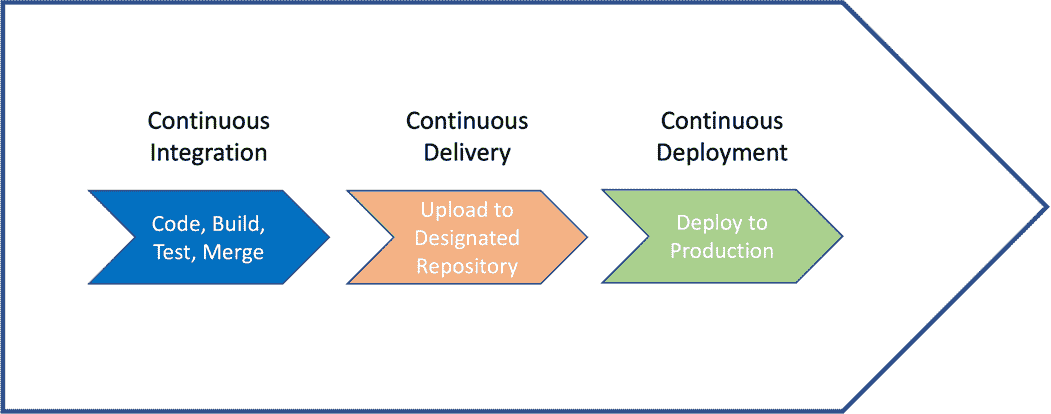 Continuous
Integration
Code, Build,
Test, Merge
Continuous
Delivery
Upload to
Designated
Repository
Continuous
Deployment
Deploy to
Production